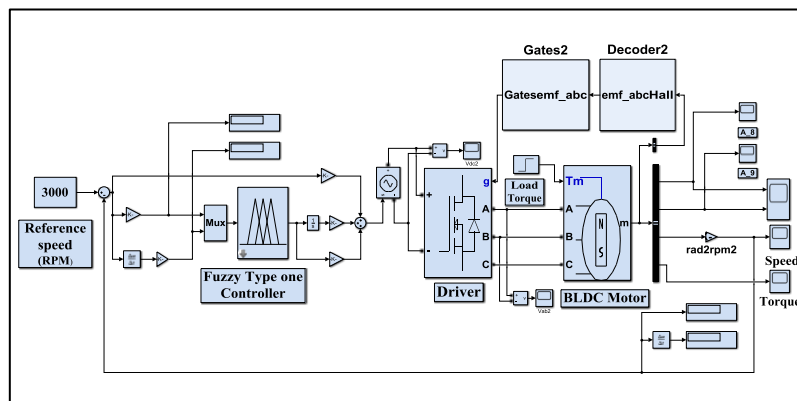 Gates2
Decoder2
Gatesemf_abc
emf_abcHall
3000
Reference
speed
(RPM)
K-
K-
Mux
Fuzzy Type one
Controller
K-
K-
K-
Vdc2
g
A
B
C
Driver
Load
Torque
Tm
A
B
C
N
S
m
BLDC Motor
Vab2
A_8
A_9
rad2rpm2
Speed
Torque